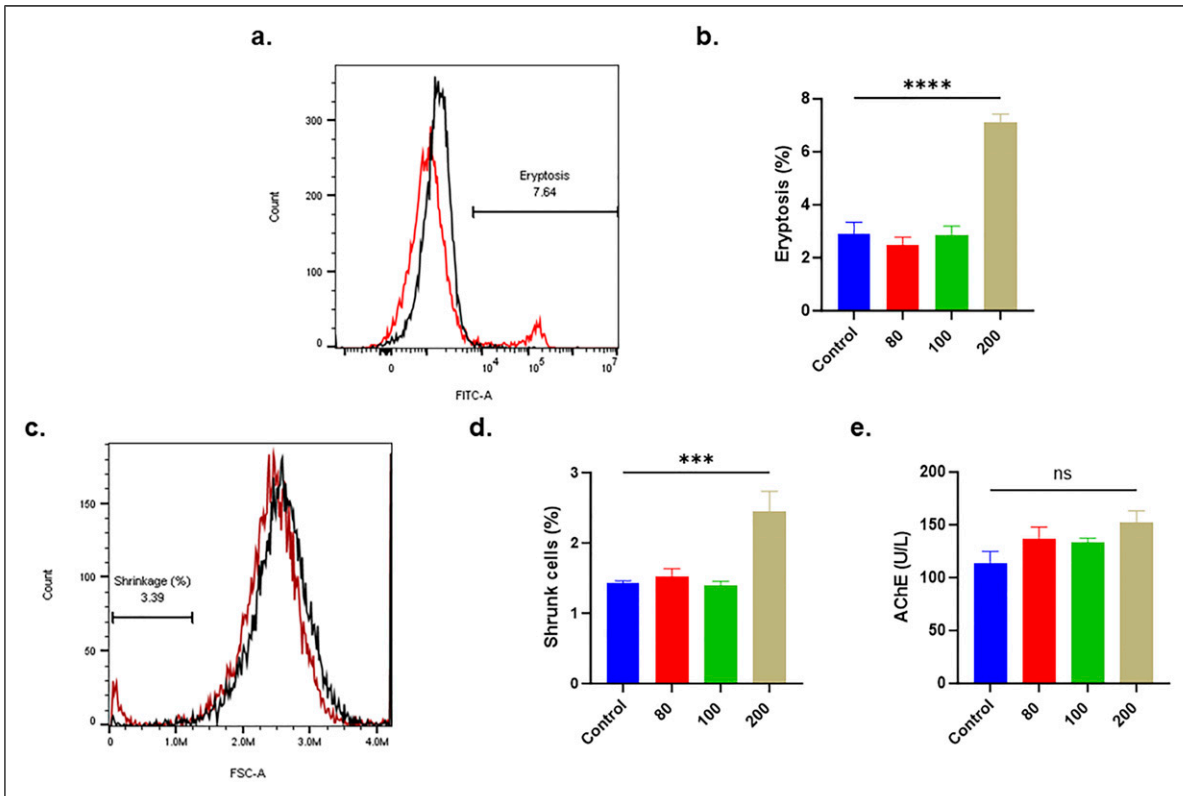 a.
300
200
100
0
Count
Eryptosis
7.64
0
10^4
10^5
10^7
FITC-A
b.
****
8
6
4
2
0
Eryptosis (%)
Control
80
100
200
c.
150
100
50
0
Count
Shrinkage (%)
3.39
0
1.0M
2.0M
3.0M
4.0M
FSC-A
d.
***
3
2
1
0
Shrunk cells (%)
Control
80
100
200
e.
ns
200
150
100
50
0
AChE (U/L)
Control
80
100
200